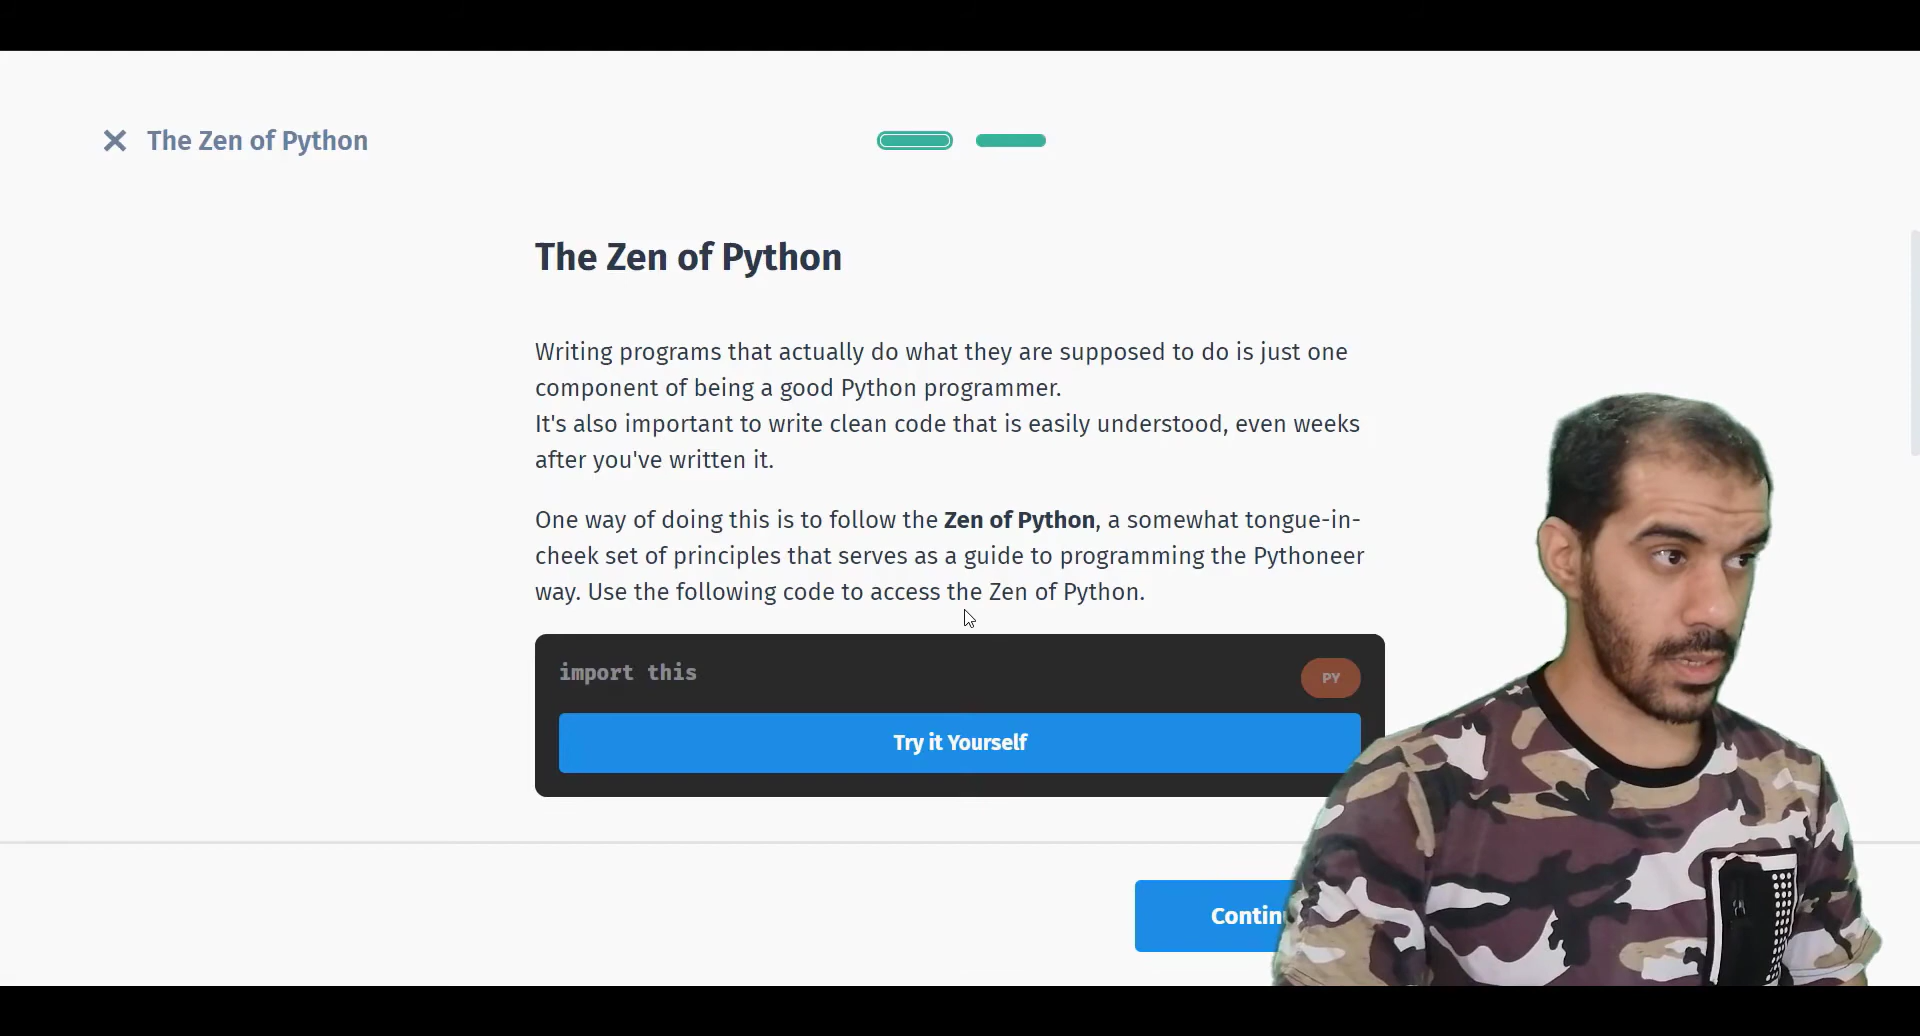 The Zen of Python
The Zen of Python
Writing programs that actually do what they are supposed to do is just one
component of being a good Python programmer.
It's also important to write clean code that is easily understood, even weeks
after you've written it.
One way of doing this is to follow the Zen of Python, a somewhat tongue-in-
cheek set of principles that serves as a guide to programming the Pythoneer
way. Use the following code to access the Zen of Python.
import this
PY
Try it Yourself
Contin